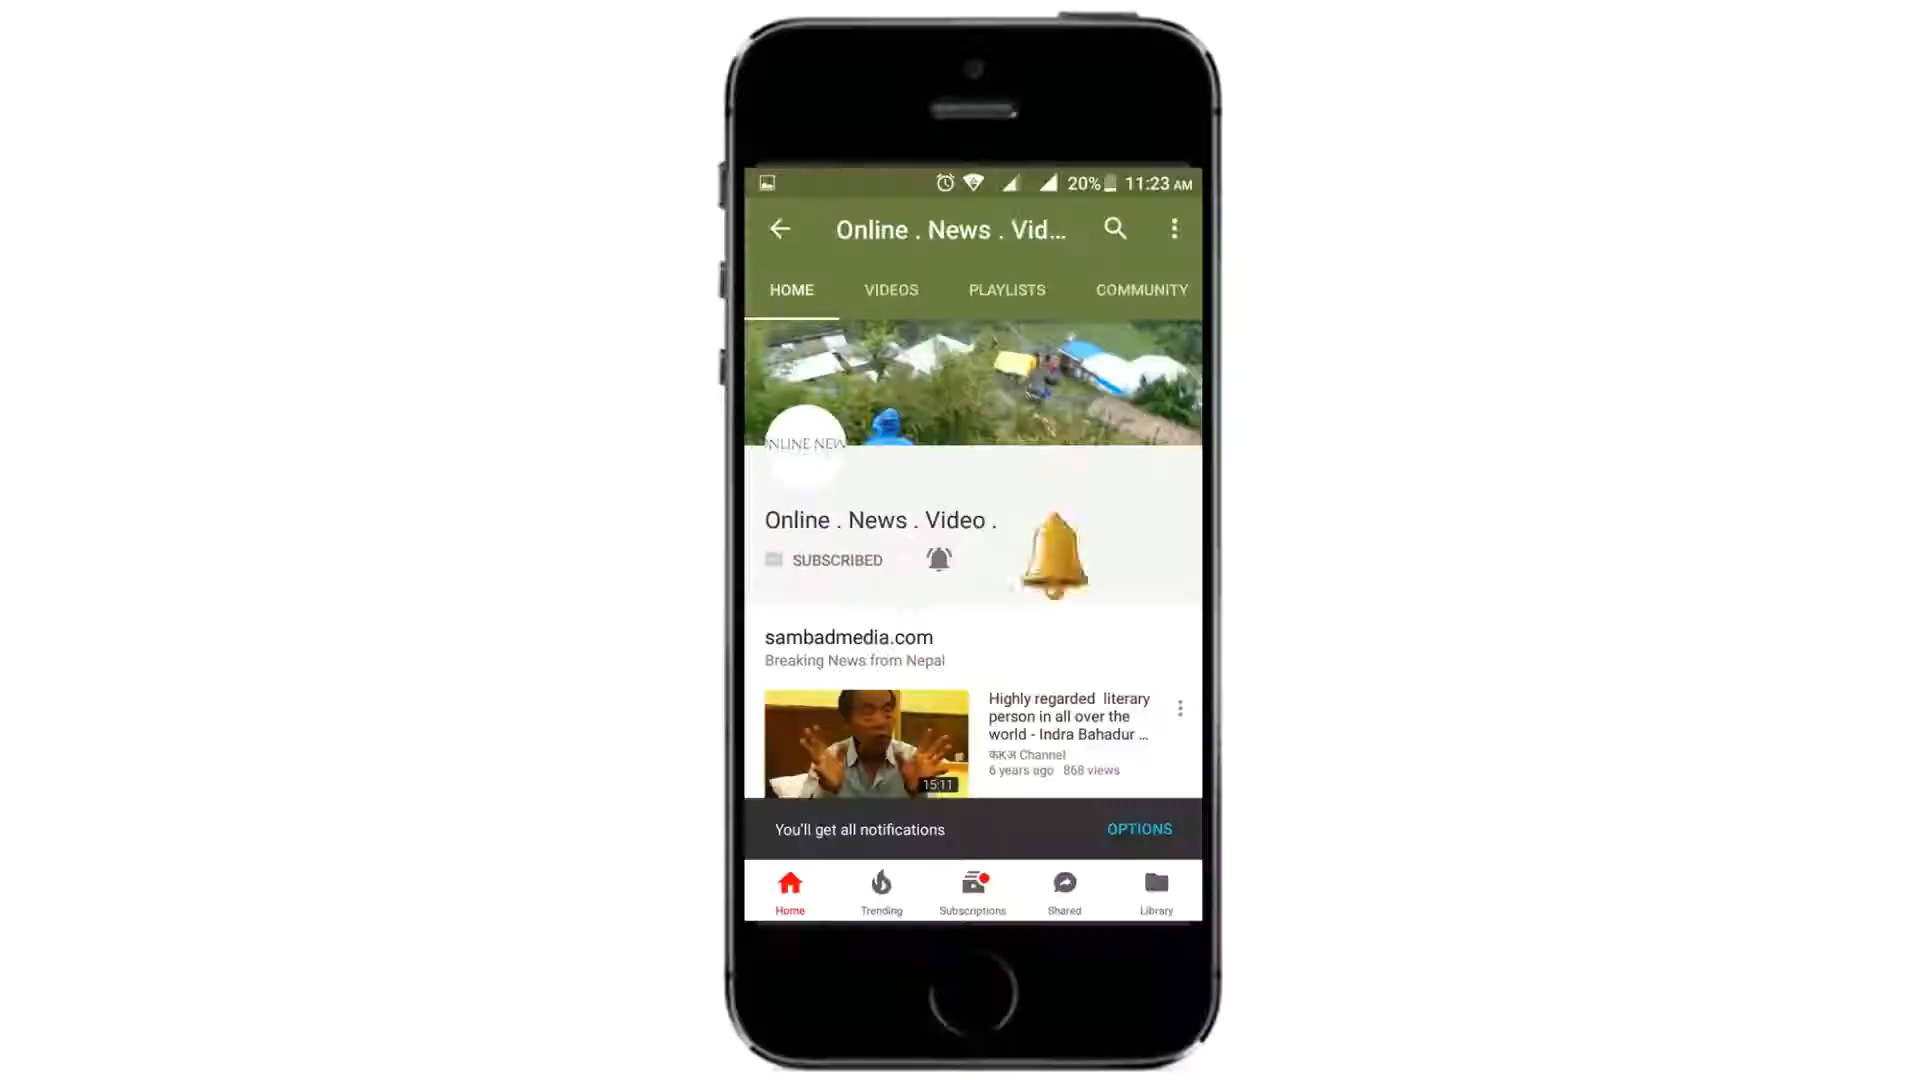 20% 11:23 AM
Online . News . Vid...
HOME VIDEOS PLAYLISTS COMMUNITY
NLINE NEW
Online . News . Video .
SUBSCRIBED
sambadmedia.com
Breaking News from Nepal
Highly regarded literary
person in all over the
world - Indra Bahadur ...
कKअ Channel
6 years ago 868 views
15:11
You'll get all notifications OPTIONS
Home Trending Subscriptions Shared Library